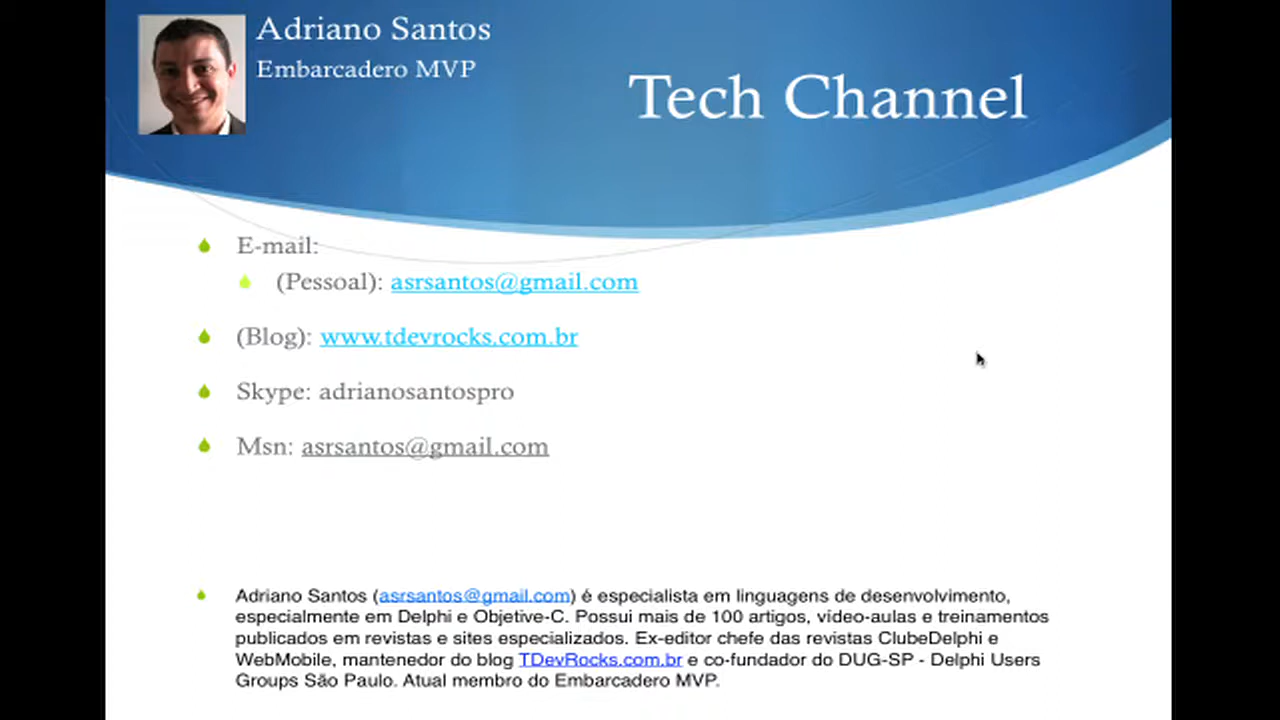 Adriano Santos
Embarcadero MVP
Tech Channel
E-mail:
(Pessoal): asrsantos@gmail.com
(Blog): www.tdevrocks.com.br
Skype: adrianosantospro
Msn: asrsantos@gmail.com
Adriano Santos (asrsantos@gmail.com) é especialista em linguagens de desenvolvimento,
especialmente em Delphi e Objetive-C. Possui mais de 100 artigos, vídeo-aulas e treinamentos
publicados em revistas e sites especializados. Ex-editor chefe das revistas ClubeDelphi e
WebMobile, mantenedor do blog TDevRocks.com.br e co-fundador do DUG-SP - Delphi Users
Groups São Paulo. Atual membro do Embarcadero MVP.